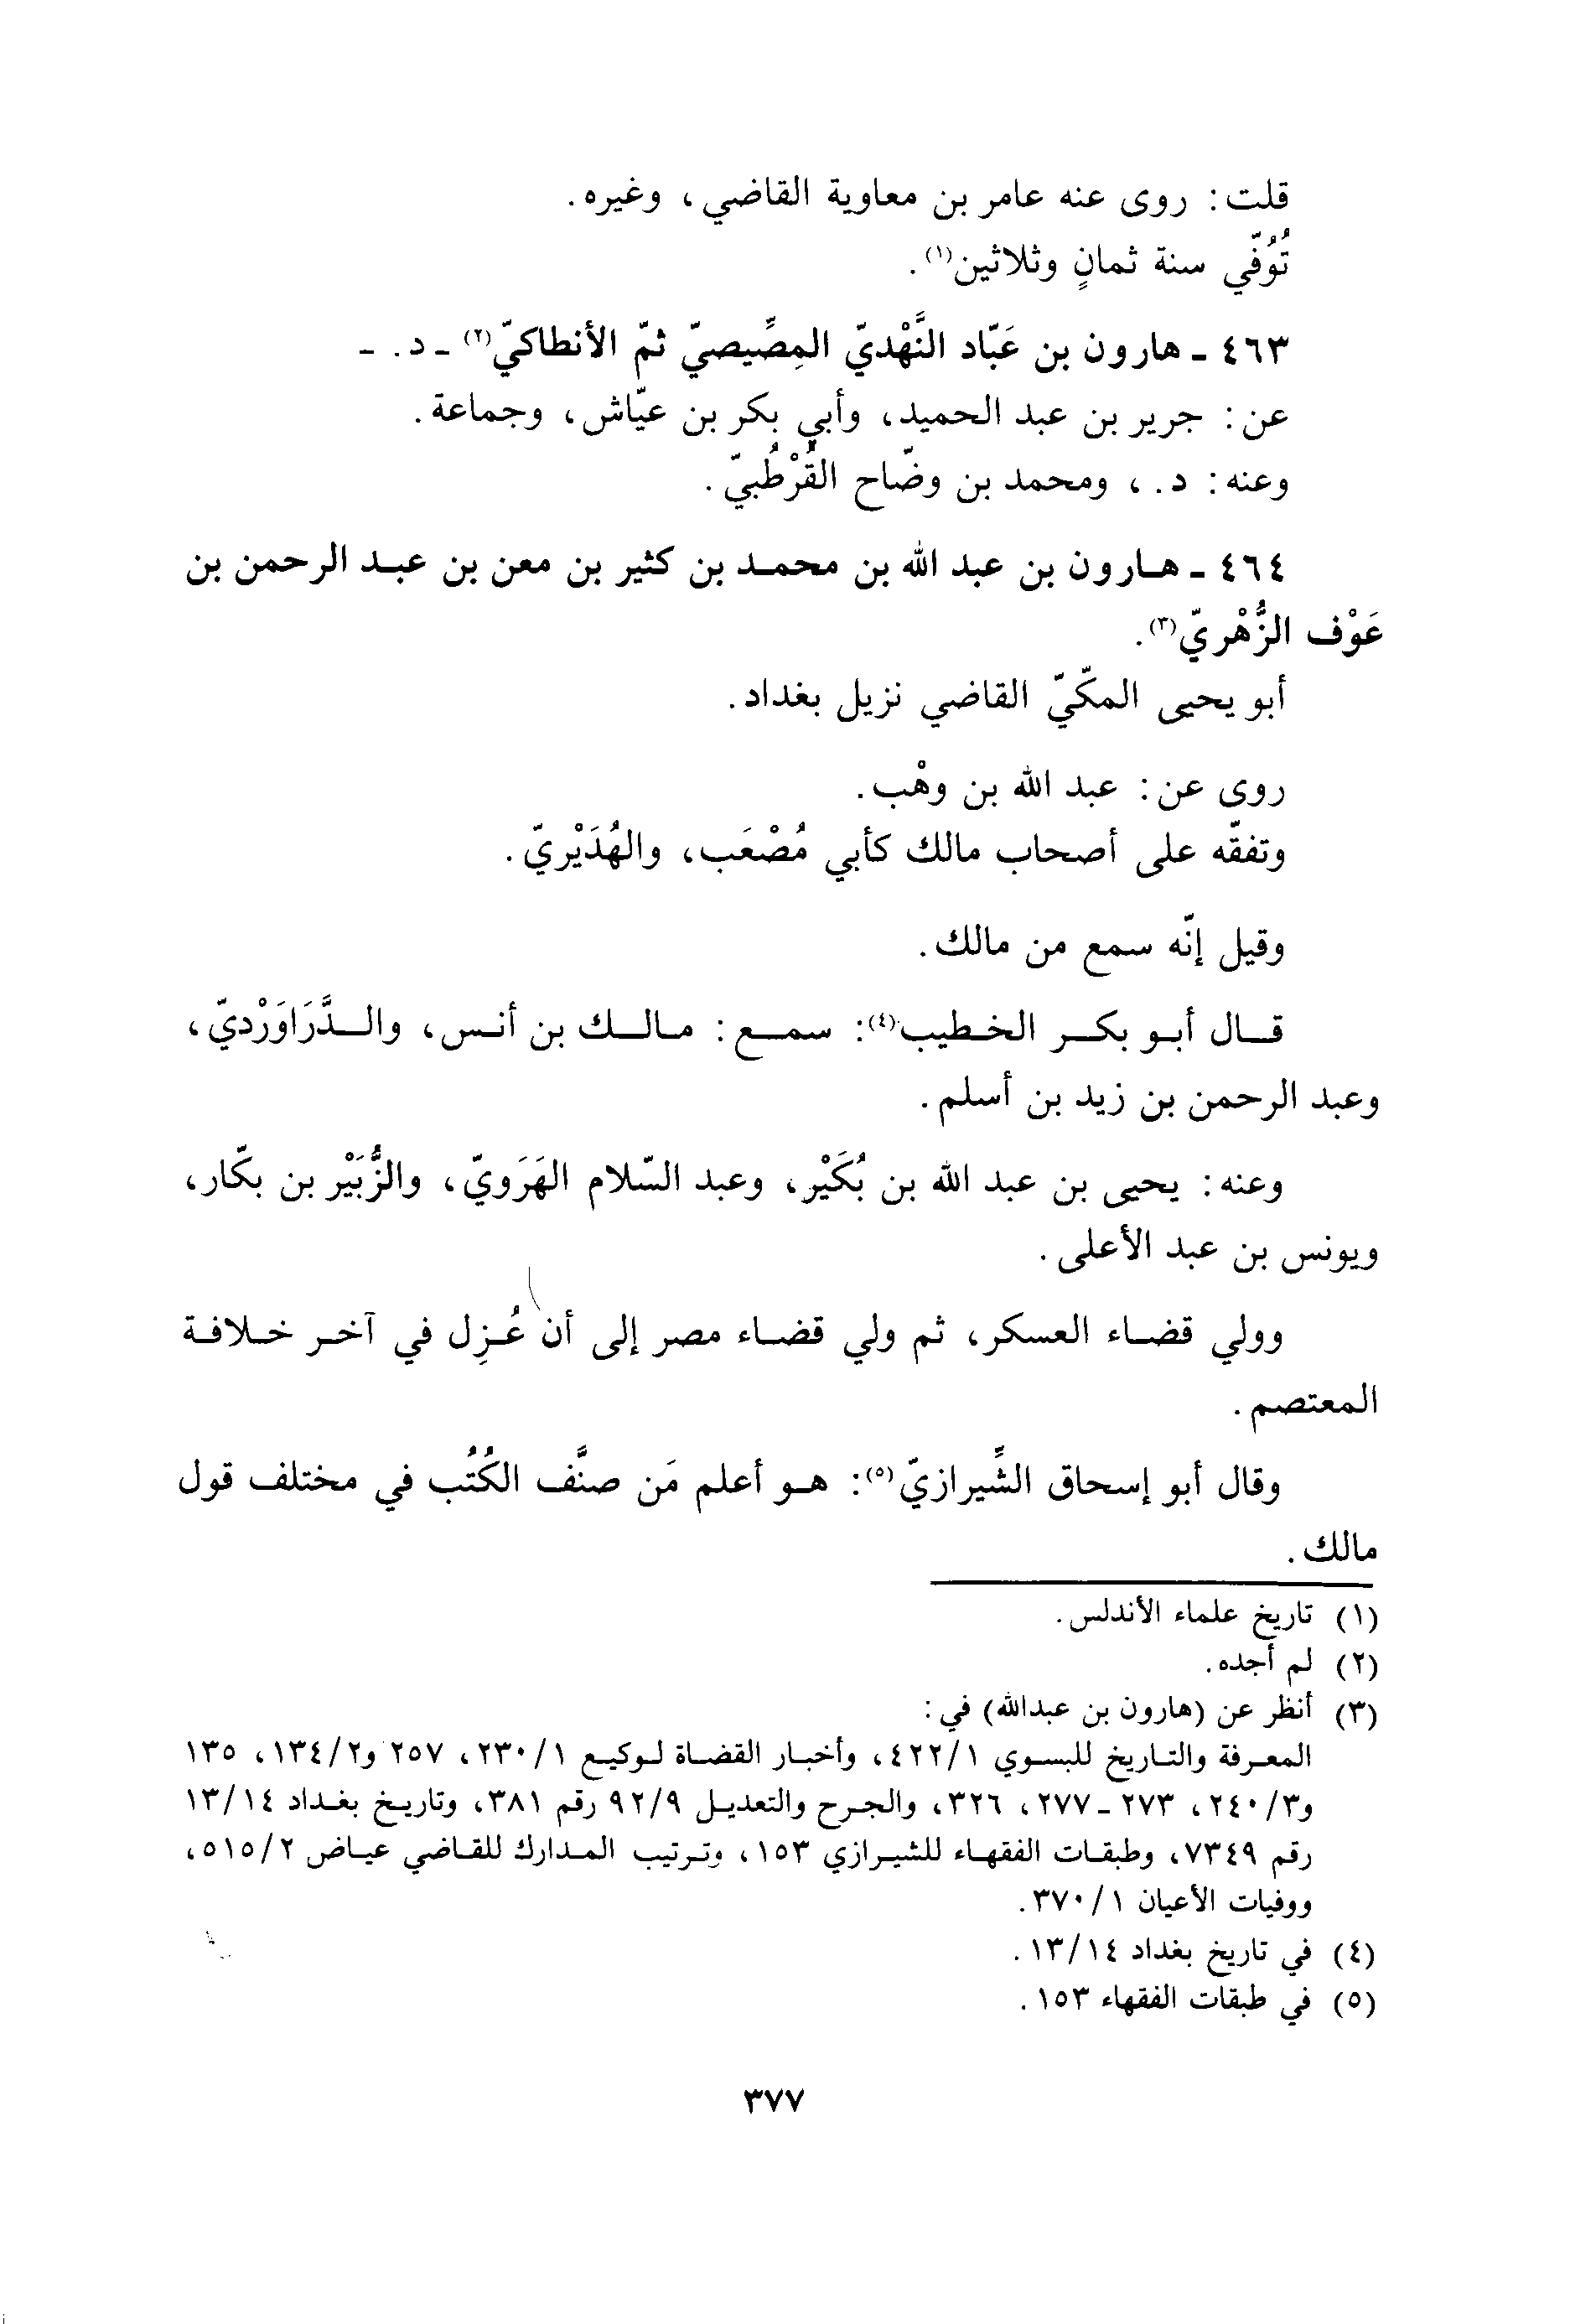 قلت: روى عنه عامر بن معاوية القاضي، وغيره.
تُوُفّي سنة ثمانٍ وثلاثين(١).
٤٦٣ ـ هارون بن عَبّاد النَّهْديّ المِصِّيصيّ ثمّ الأنطاكيّ(٢) ـ د. ـ
عن: جرير بن عبد الحميد، وأبي بكر بن عيّاش، وجماعة.
وعنه: د.، ومحمد بن وضّاح القُرْطُبيّ.
٤٦٤ ـ هارون بن عبد الله بن محمد بن كثير بن معن بن عبد الرحمن بن
عَوْف الزُّهْريّ(٣).
أبو يحيى المكّيّ القاضي نزيل بغداد.
روى عن: عبد الله بن وهْب.
وتفقّه على أصحاب مالك كأبي مُصْعَب، والهُدَيْريّ.
وقيل إنّه سمع من مالك.
قال أبو بكر الخطيب(٤): سمع: مالك بن أنس، والدَّرَاوَرْديّ،
وعبد الرحمن بن زيد بن أسلم.
وعنه: يحيى بن عبد الله بن بُكَيْر، وعبد السّلام الهَرَويّ، والزُّبَيْر بن بكّار،
ويونس بن عبد الأعلى.
وولي قضاء العسكر، ثم ولي قضاء مصر إلى أن عُزِل في آخر خلافة
المعتصم.
وقال أبو إسحاق الشِّيرازيّ(٥): هو أعلم مَن صنَّف الكُتُب في مختلف قول
مالك.
(١) تاريخ علماء الأندلس.
(٢) لم أجده.
(٣) أنظر عن (هارون بن عبدالله) في:
المعرفة والتاريخ للبسوي ١/ ٤٢٢، وأخبار القضاة لوكيع ١/ ٢٣٠، ٢٥٧ و٢/ ١٣٤، ١٣٥
و٣/ ٢٤٠، ٢٧٣ ـ ٢٧٧، ٣٢٦، والجرح والتعديل ٩/ ٩٢ رقم ٣٨١، وتاريخ بغداد ١٤/ ١٣
رقم ٧٣٤٩، وطبقات الفقهاء للشيرازي ١٥٣، وترتيب المدارك للقاضي عياض ٢/ ٥١٥،
ووفيات الأعيان ١/ ٣٧٠.
(٤) في تاريخ بغداد ١٤/ ١٣.
(٥) في طبقات الفقهاء ١٥٣.
٣٧٧